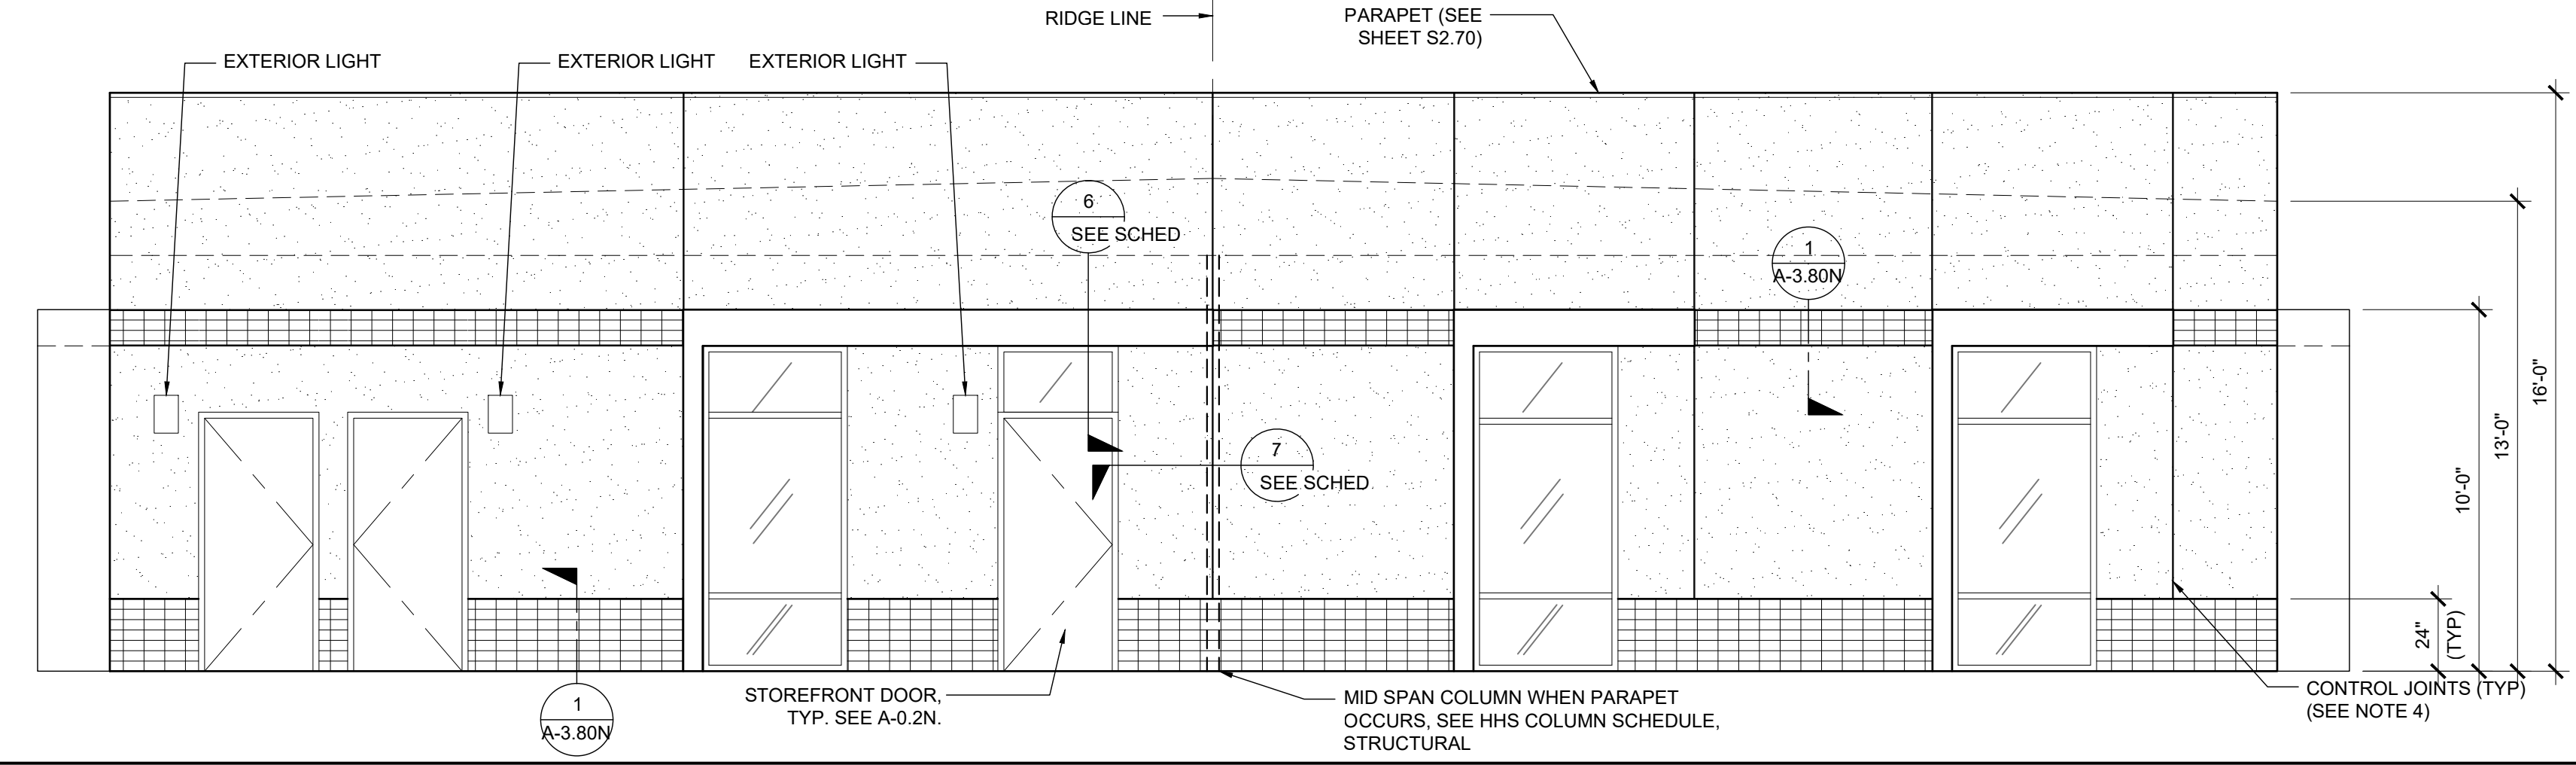 RIDGE LINE
PARAPET (SEE
SHEET S2.70)
EXTERIOR LIGHT
EXTERIOR LIGHT
EXTERIOR LIGHT
6
SEE SCHED
1
A-3.80N
7
SEE SCHED
16'-0"
13'-0"
10'-0"
24"
(TYP)
1
A-3.80N
STOREFRONT DOOR,
TYP. SEE A-0.2N.
MID SPAN COLUMN WHEN PARAPET
OCCURS, SEE HHS COLUMN SCHEDULE,
STRUCTURAL
CONTROL JOINTS (TYP)
(SEE NOTE 4)